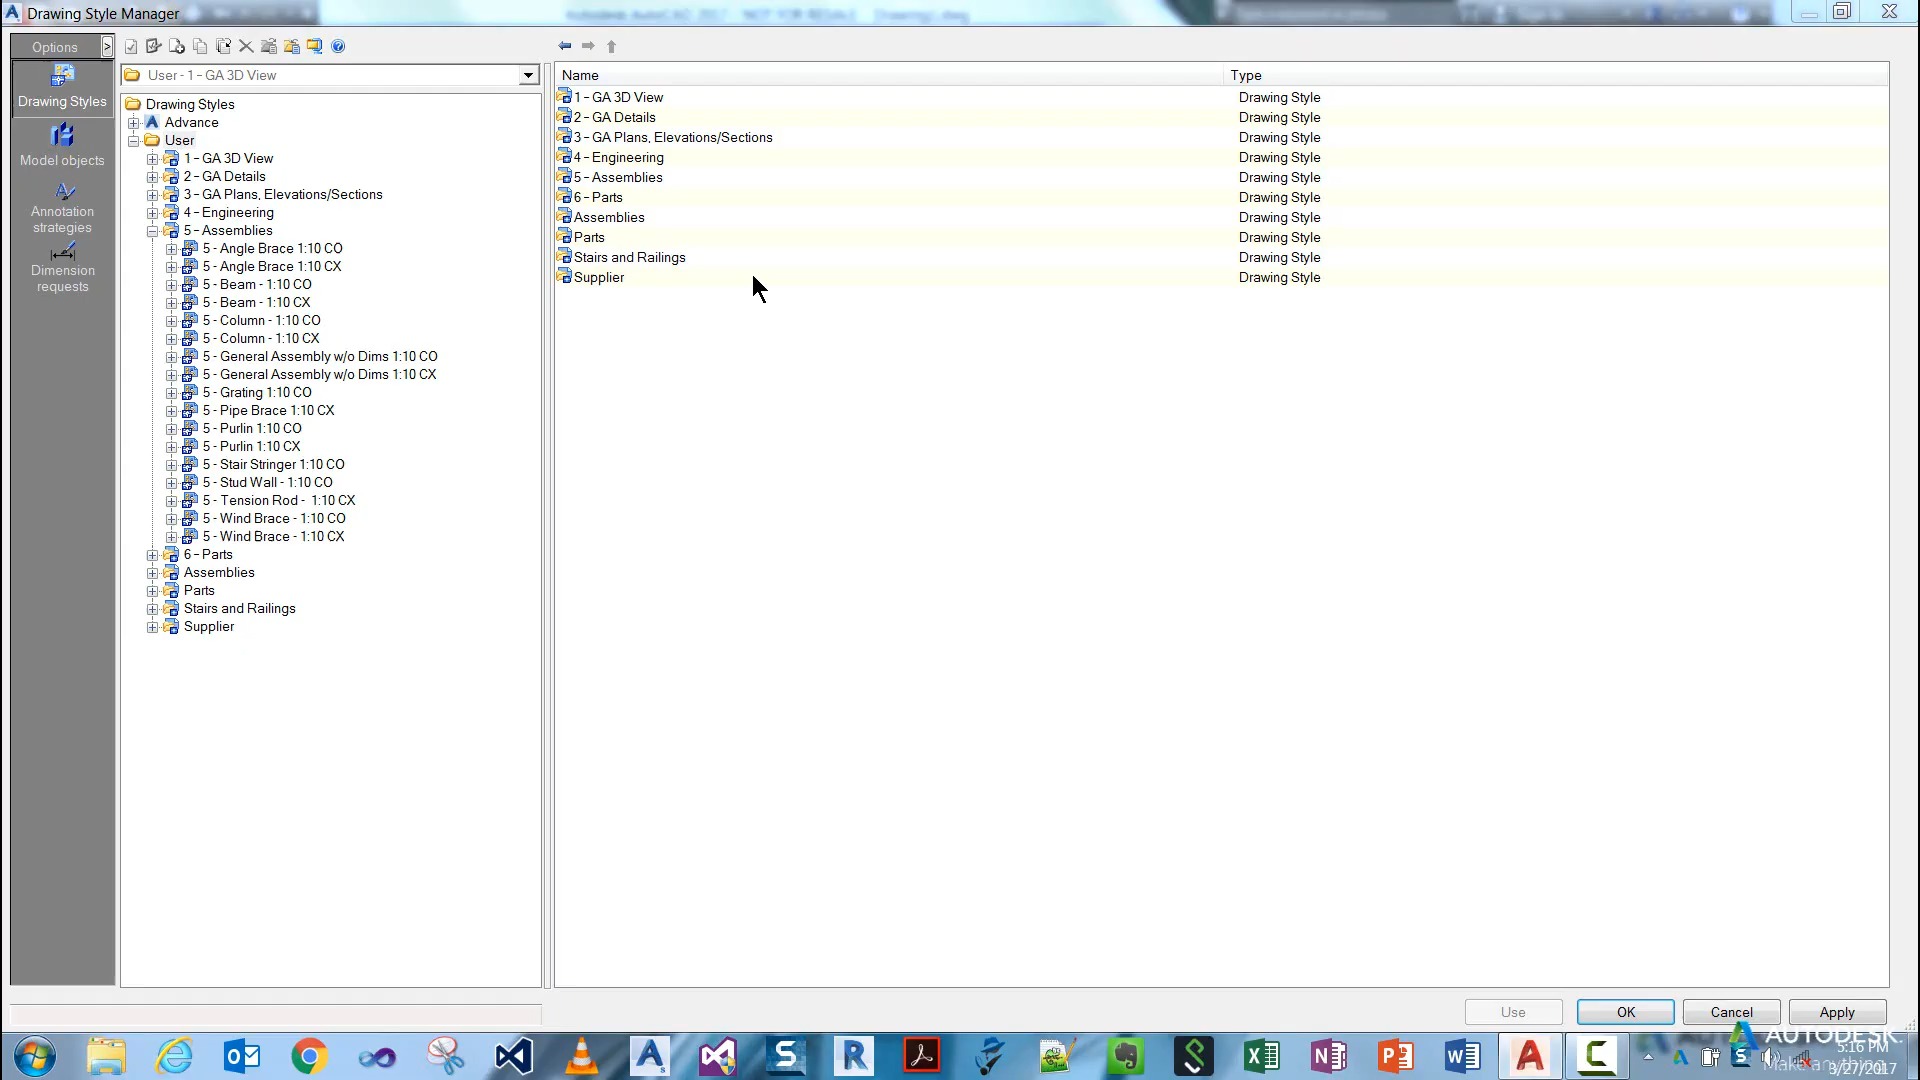 Drawing Style Manager
Options
>
User - 1 - GA 3D View
Drawing Styles
Model objects
Annotation
strategies
Dimension
requests
Drawing Styles
Advance
User
1 - GA 3D View
2 - GA Details
3 - GA Plans, Elevations/Sections
4 - Engineering
5 - Assemblies
5 - Angle Brace 1:10 CO
5 - Angle Brace 1:10 CX
5 - Beam - 1:10 CO
5 - Beam - 1:10 CX
5 - Column - 1:10 CO
5 - Column - 1:10 CX
5 - General Assembly w/o Dims 1:10 CO
5 - General Assembly w/o Dims 1:10 CX
5 - Grating 1:10 CO
5 - Pipe Brace 1:10 CX
5 - Purlin 1:10 CO
5 - Purlin 1:10 CX
5 - Stair Stringer 1:10 CO
5 - Stud Wall - 1:10 CO
5 - Tension Rod - 1:10 CX
5 - Wind Brace - 1:10 CO
5 - Wind Brace - 1:10 CX
6 - Parts
Assemblies
Parts
Stairs and Railings
Supplier
Name Type
1 - GA 3D View Drawing Style
2 - GA Details Drawing Style
3 - GA Plans, Elevations/Sections Drawing Style
4 - Engineering Drawing Style
5 - Assemblies Drawing Style
6 - Parts Drawing Style
Assemblies Drawing Style
Parts Drawing Style
Stairs and Railings Drawing Style
Supplier Drawing Style
Use OK Cancel Apply
AUTODESK.
Make anything.
5:16 PM
3/27/2017